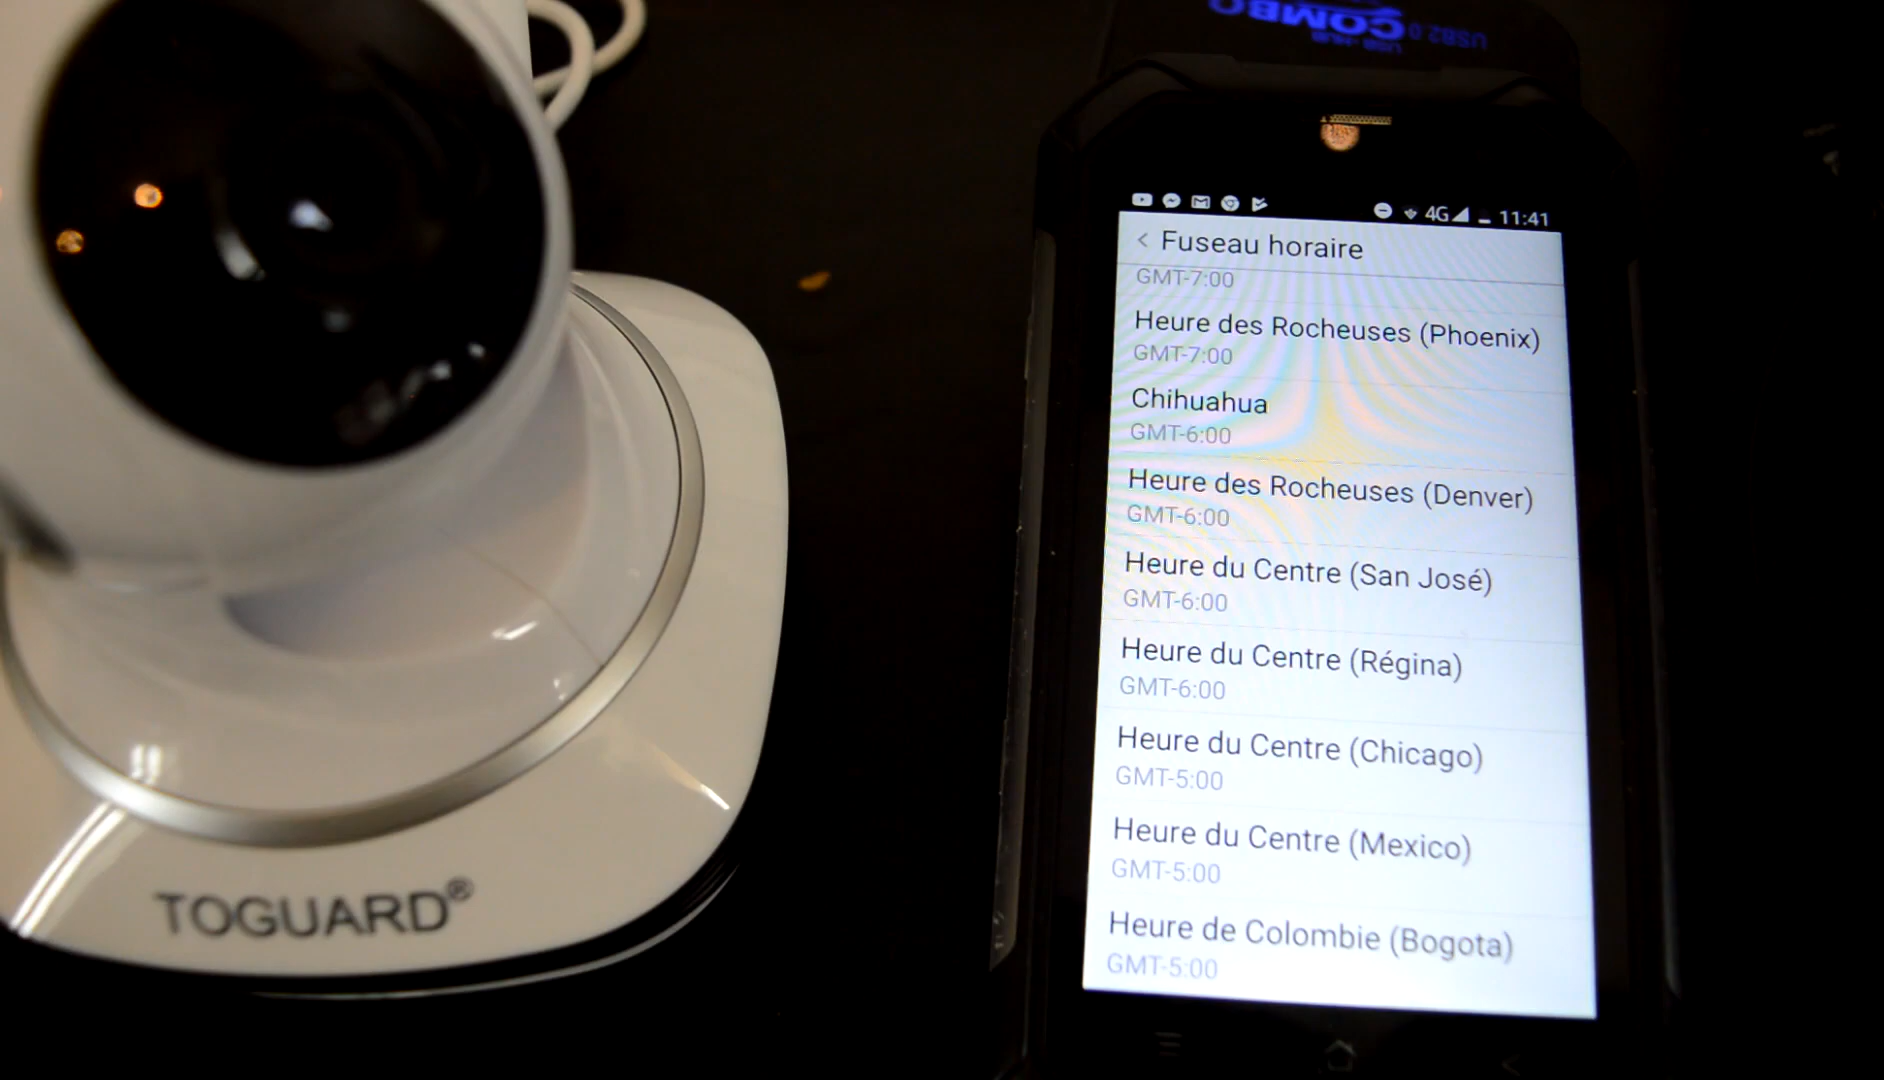 COMBO
USB2.0
4G 11:41
< Fuseau horaire
GMT-7:00
Heure des Rocheuses (Phoenix)
GMT-7:00
Chihuahua
GMT-6:00
Heure des Rocheuses (Denver)
GMT-6:00
Heure du Centre (San José)
GMT-6:00
Heure du Centre (Régina)
GMT-6:00
Heure du Centre (Chicago)
GMT-5:00
Heure du Centre (Mexico)
GMT-5:00
Heure de Colombie (Bogota)
GMT-5:00
TOGUARD®